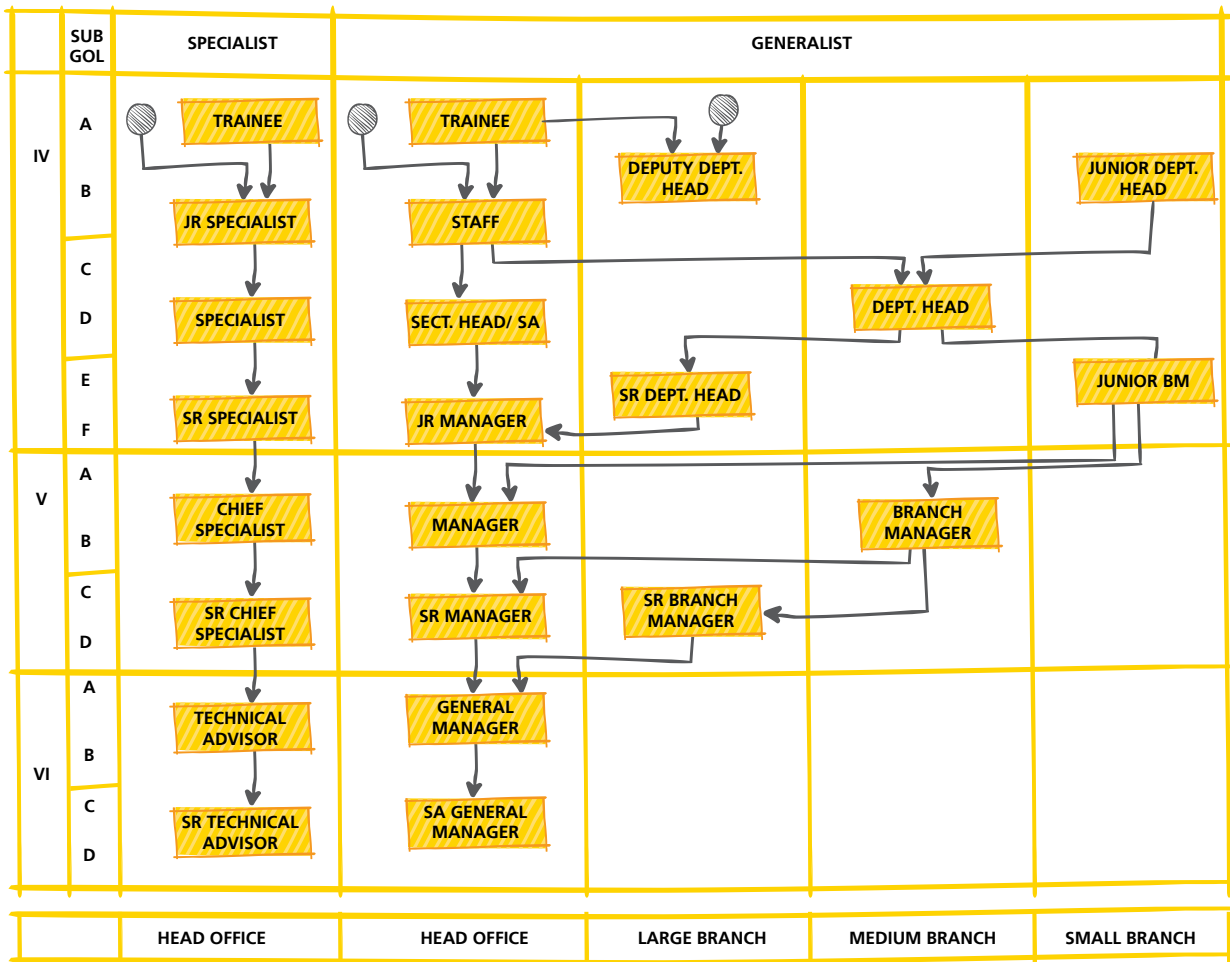 SUB
GOL
SPECIALIST
GENERALIST
IV
A
TRAINEE
TRAINEE
DEPUTY DEPT.
HEAD
JUNIOR DEPT.
HEAD
B
JR SPECIALIST
STAFF
C
D
SPECIALIST
SECT. HEAD/ SA
DEPT. HEAD
E
SR DEPT. HEAD
JUNIOR BM
F
SR SPECIALIST
JR MANAGER
V
A
CHIEF
SPECIALIST
MANAGER
BRANCH
MANAGER
B
C
SR CHIEF
SPECIALIST
SR MANAGER
SR BRANCH
MANAGER
D
VI
A
TECHNICAL
ADVISOR
GENERAL
MANAGER
B
C
SR TECHNICAL
ADVISOR
SA GENERAL
MANAGER
D
HEAD OFFICE
HEAD OFFICE
LARGE BRANCH
MEDIUM BRANCH
SMALL BRANCH